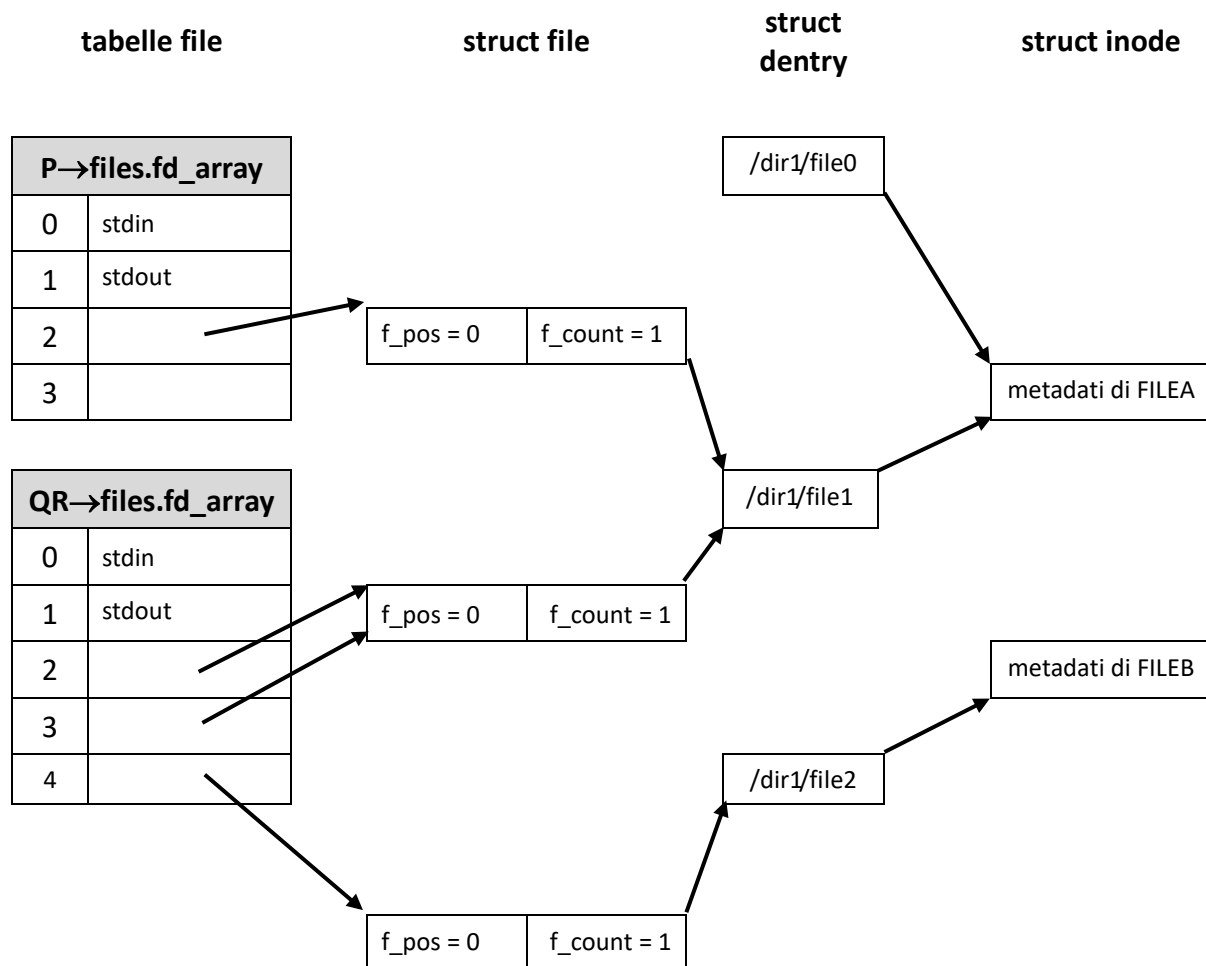 tabelle file struct file struct dentry struct inode
P→files.fd_array
0 stdin
1 stdout
2
3
f_pos = 0 f_count = 1
/dir1/file0
metadati di FILEA
/dir1/file1
QR→files.fd_array
0 stdin
1 stdout
2
3
4
f_pos = 0 f_count = 1
metadati di FILEB
/dir1/file2
f_pos = 0 f_count = 1